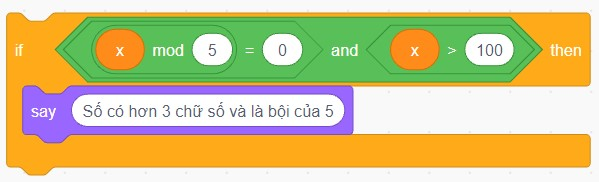 if x mod 5 = 0 and x > 100 then
say Số có hơn 3 chữ số và là bội của 5